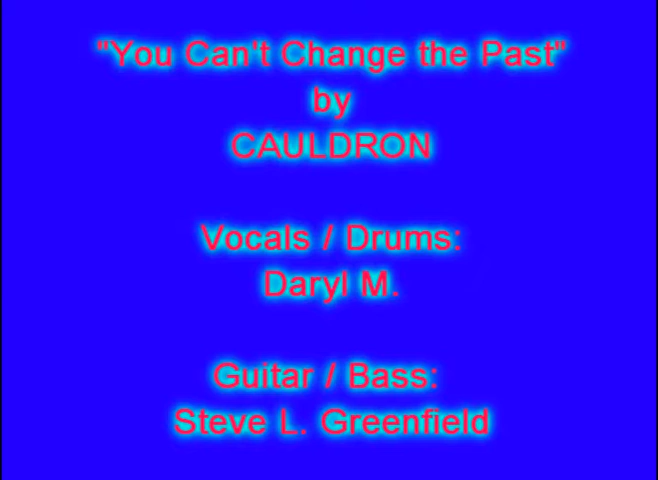 "You Can't Change the Past"
by
CAULDRON
Vocals / Drums:
Daryl M.
Guitar / Bass:
Steve L. Greenfield